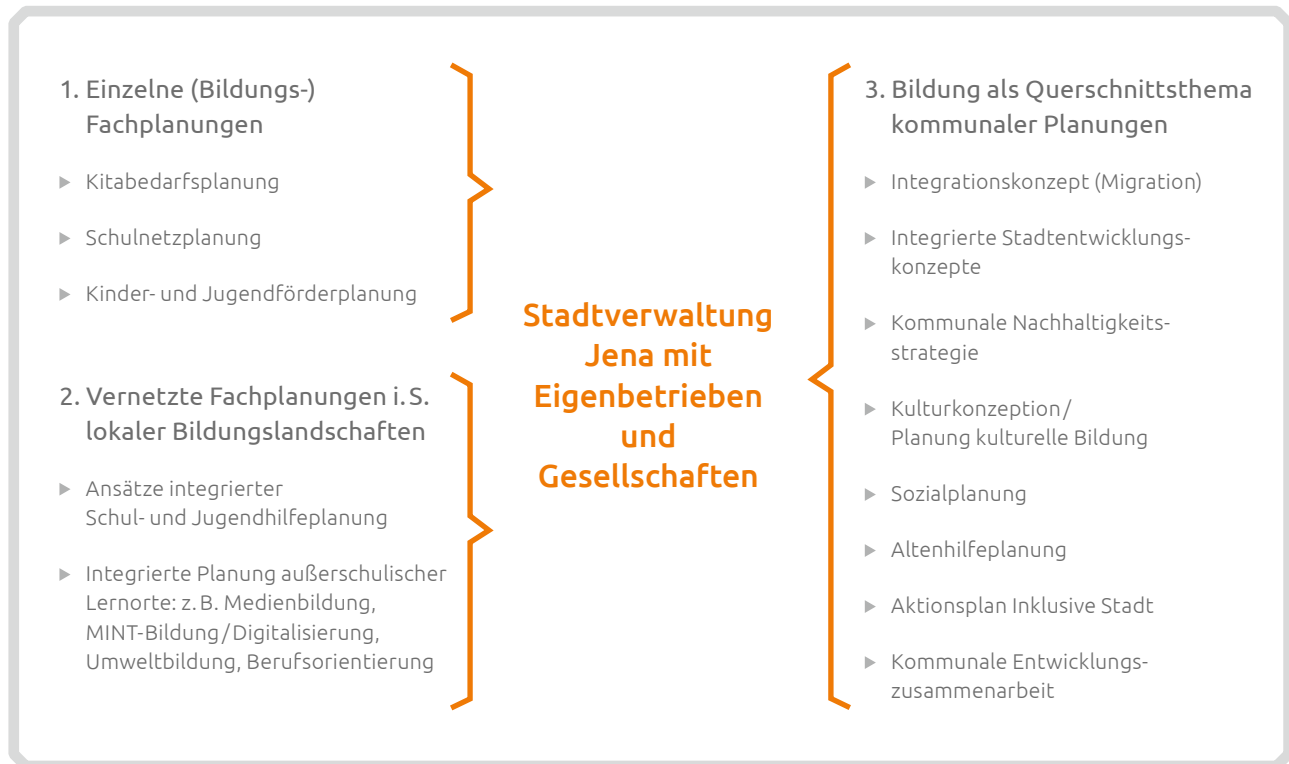 1. Einzelne (Bildungs-)
Fachplanungen
▶ Kitabedarfsplanung
▶ Schulnetzplanung
▶ Kinder- und Jugendförderplanung
2. Vernetzte Fachplanungen i. S.
lokaler Bildungslandschaften
▶ Ansätze integrierter
Schul- und Jugendhilfeplanung
▶ Integrierte Planung außerschulischer
Lernorte: z. B. Medienbildung,
MINT-Bildung / Digitalisierung,
Umweltbildung, Berufsorientierung
Stadtverwaltung
Jena mit
Eigenbetrieben
und
Gesellschaften
3. Bildung als Querschnittsthema
kommunaler Planungen
▶ Integrationskonzept (Migration)
▶ Integrierte Stadtentwicklungs-
konzepte
▶ Kommunale Nachhaltigkeits-
strategie
▶ Kulturkonzeption /
Planung kulturelle Bildung
▶ Sozialplanung
▶ Altenhilfeplanung
▶ Aktionsplan Inklusive Stadt
▶ Kommunale Entwicklungs-
zusammenarbeit